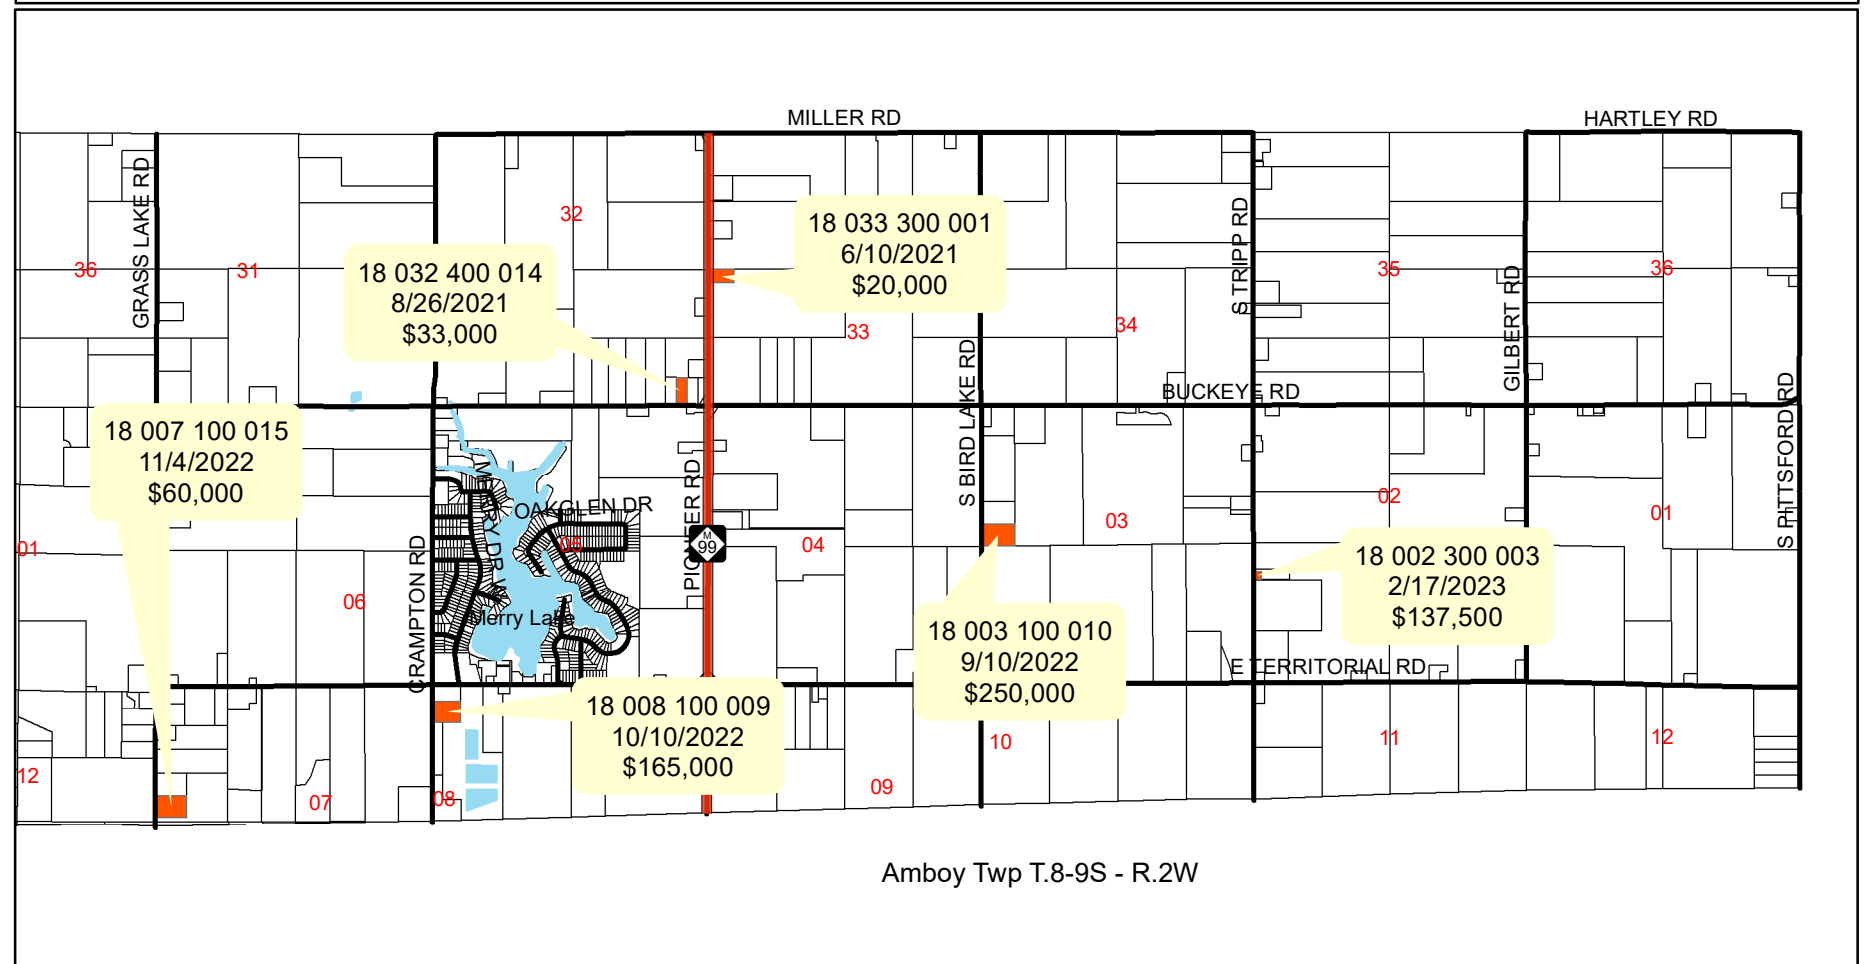 MILLER RD
HARTLEY RD
GRASS LAKE RD
32
18 033 300 001
6/10/2021
$20,000
S TRIPP RD
36
31
18 032 400 014
8/26/2021
$33,000
35
36
GILBERT RD
33
34
S BIRD LAKE RD
BUCKEYE RD
S PITTSFORD RD
18 007 100 015
11/4/2022
$60,000
MERRY DR W
OAKGLEN DR
PIONEER RD
M
99
02
03
01
01
05
04
CRAMPTON RD
06
Merry Lake
18 002 300 003
2/17/2023
$137,500
18 003 100 010
9/10/2022
$250,000
E TERRITORIAL RD
18 008 100 009
10/10/2022
$165,000
10
11
12
12
07
08
09
Amboy Twp T.8-9S - R.2W